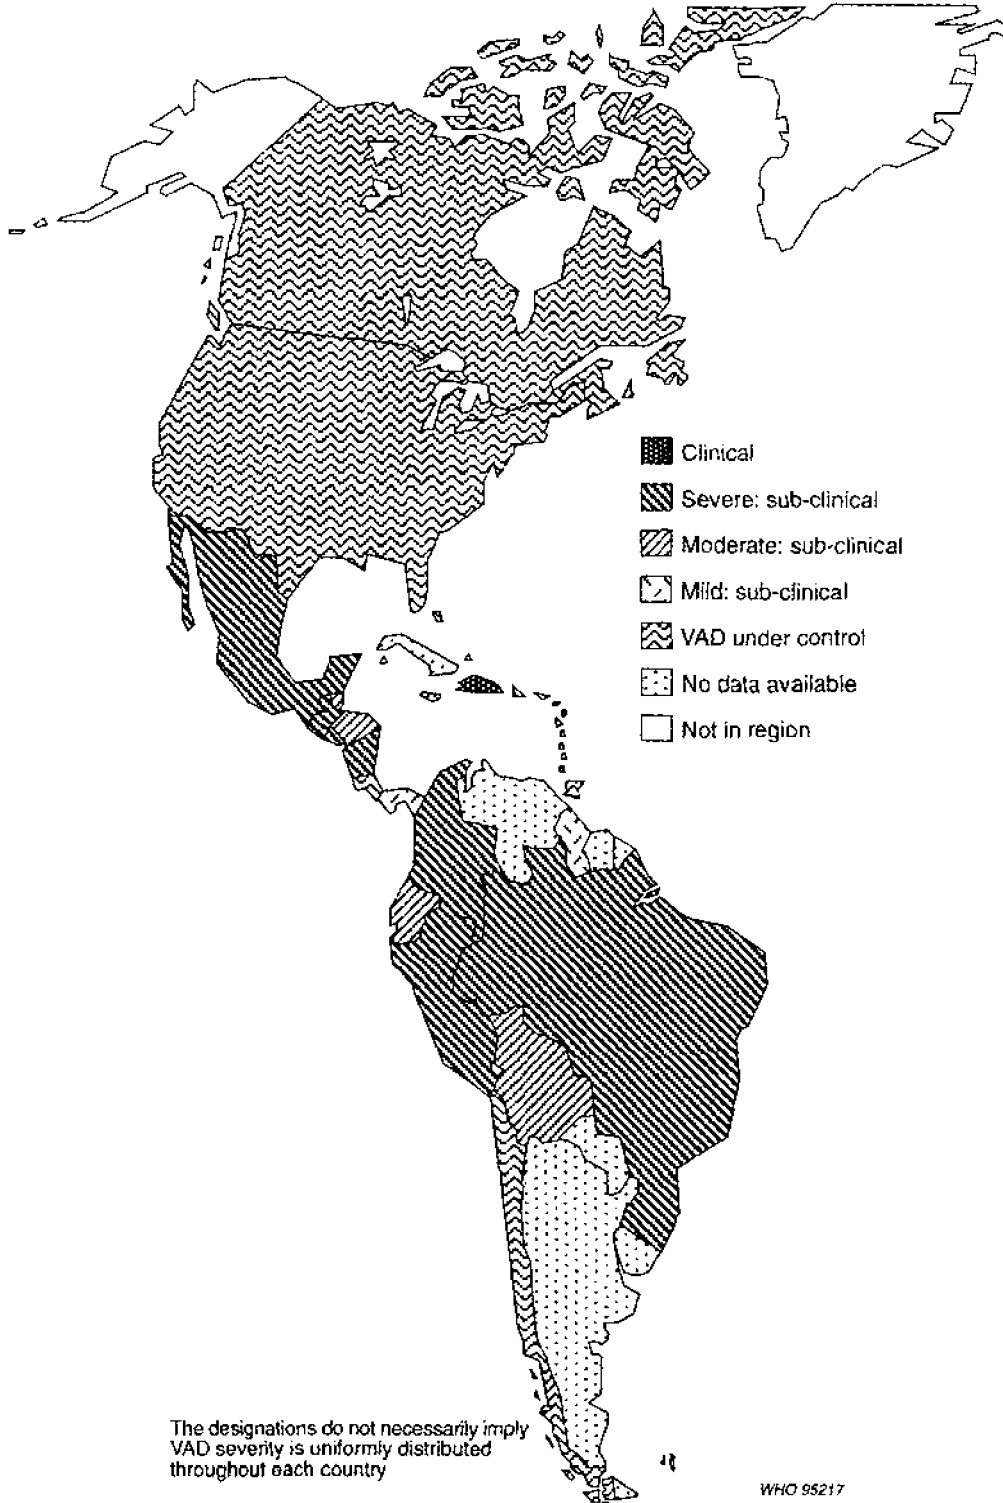 Clinical
Severe: sub-clinical
Moderate: sub-clinical
Mild: sub-clinical
VAD under control
No data available
Not in region
The designations do not necessarily imply
VAD severity is uniformly distributed
throughout each country
WHO 95217